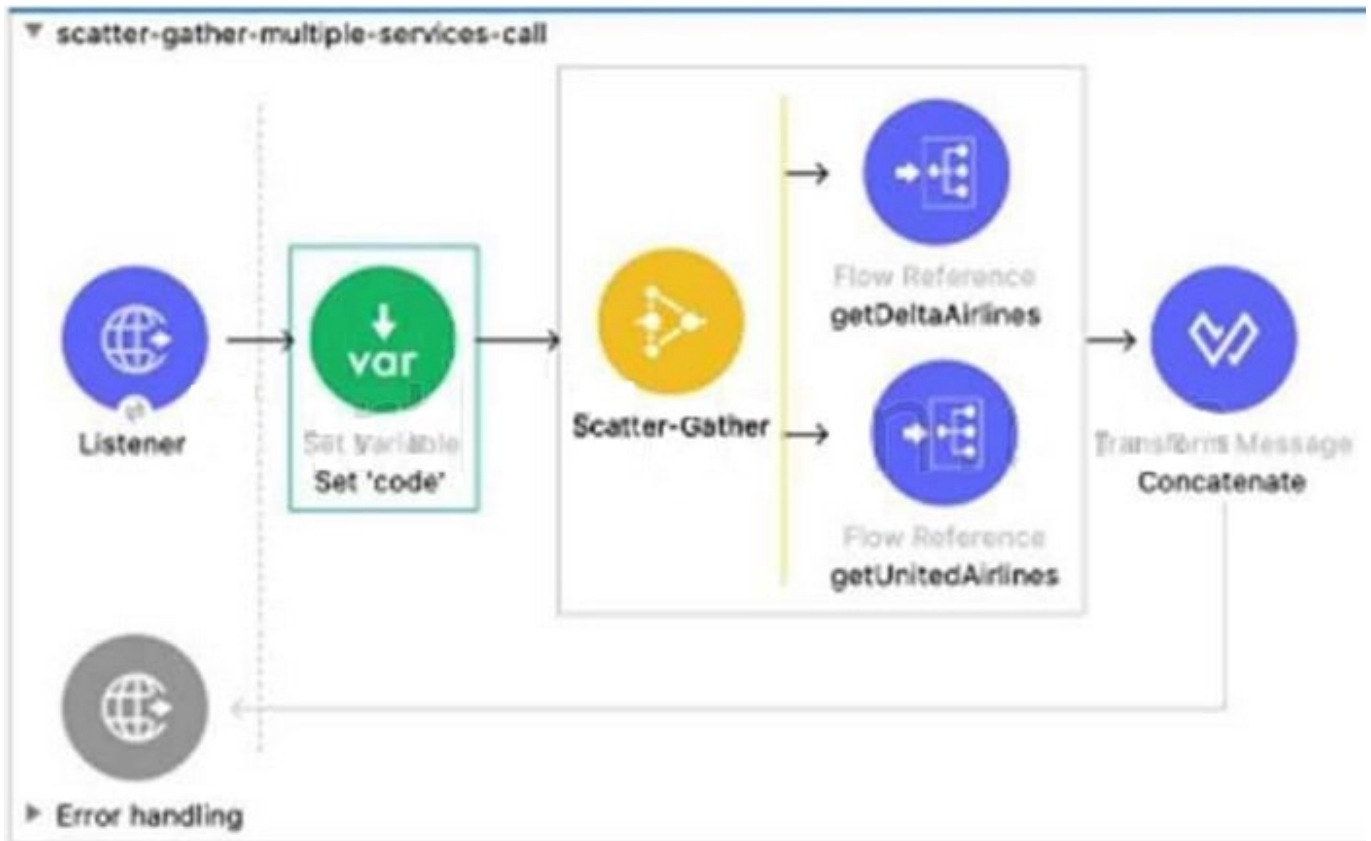 scatter-gather-multiple-services-call
Listener
var
Set Variable
Set 'code'
Scatter-Gather
Flow Reference
getDeltaAirlines
Flow Reference
getUnitedAirlines
Transform Message
Concatenate
Error handling